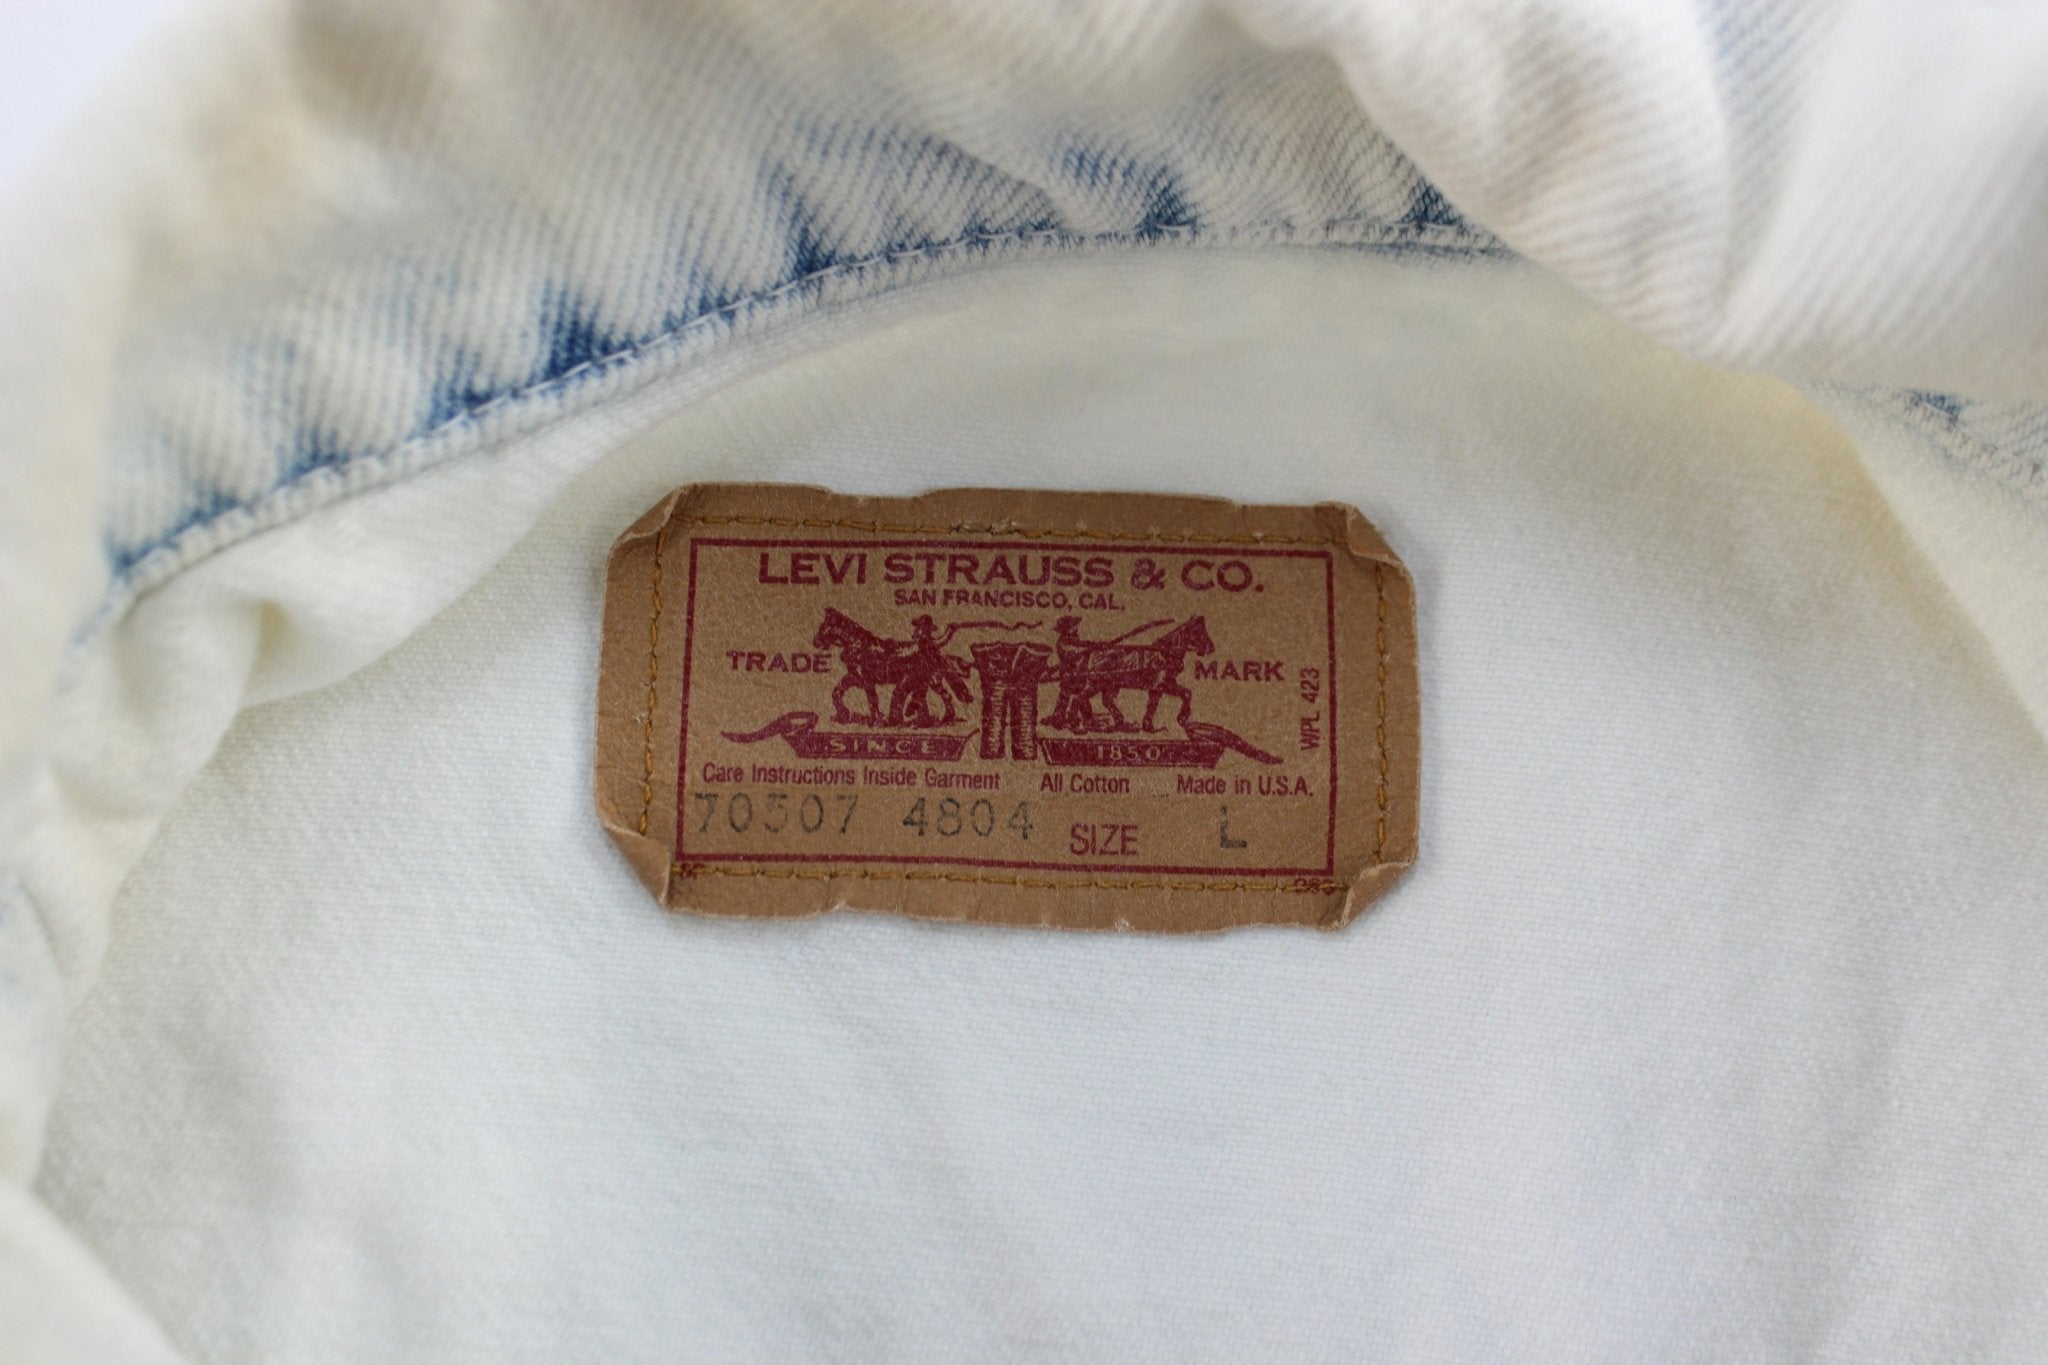 LEVI STRAUSS & CO.
SAN FRANCISCO, CAL.
TRADE MARK
WPL 423
SINCE 1850
Care Instructions Inside Garment All Cotton Made in U.S.A.
70507 4804 SIZE L